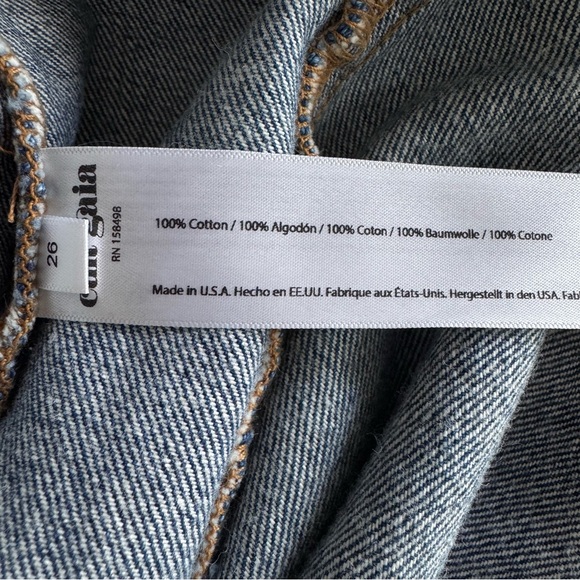 cult gaia
RN 158498
26
100% Cotton / 100% Algodón / 100% Coton / 100% Baumwolle / 100% Cotone
Made in U.S.A. Hecho en EE.UU. Fabrique aux États-Unis. Hergestellt in den USA. Fab